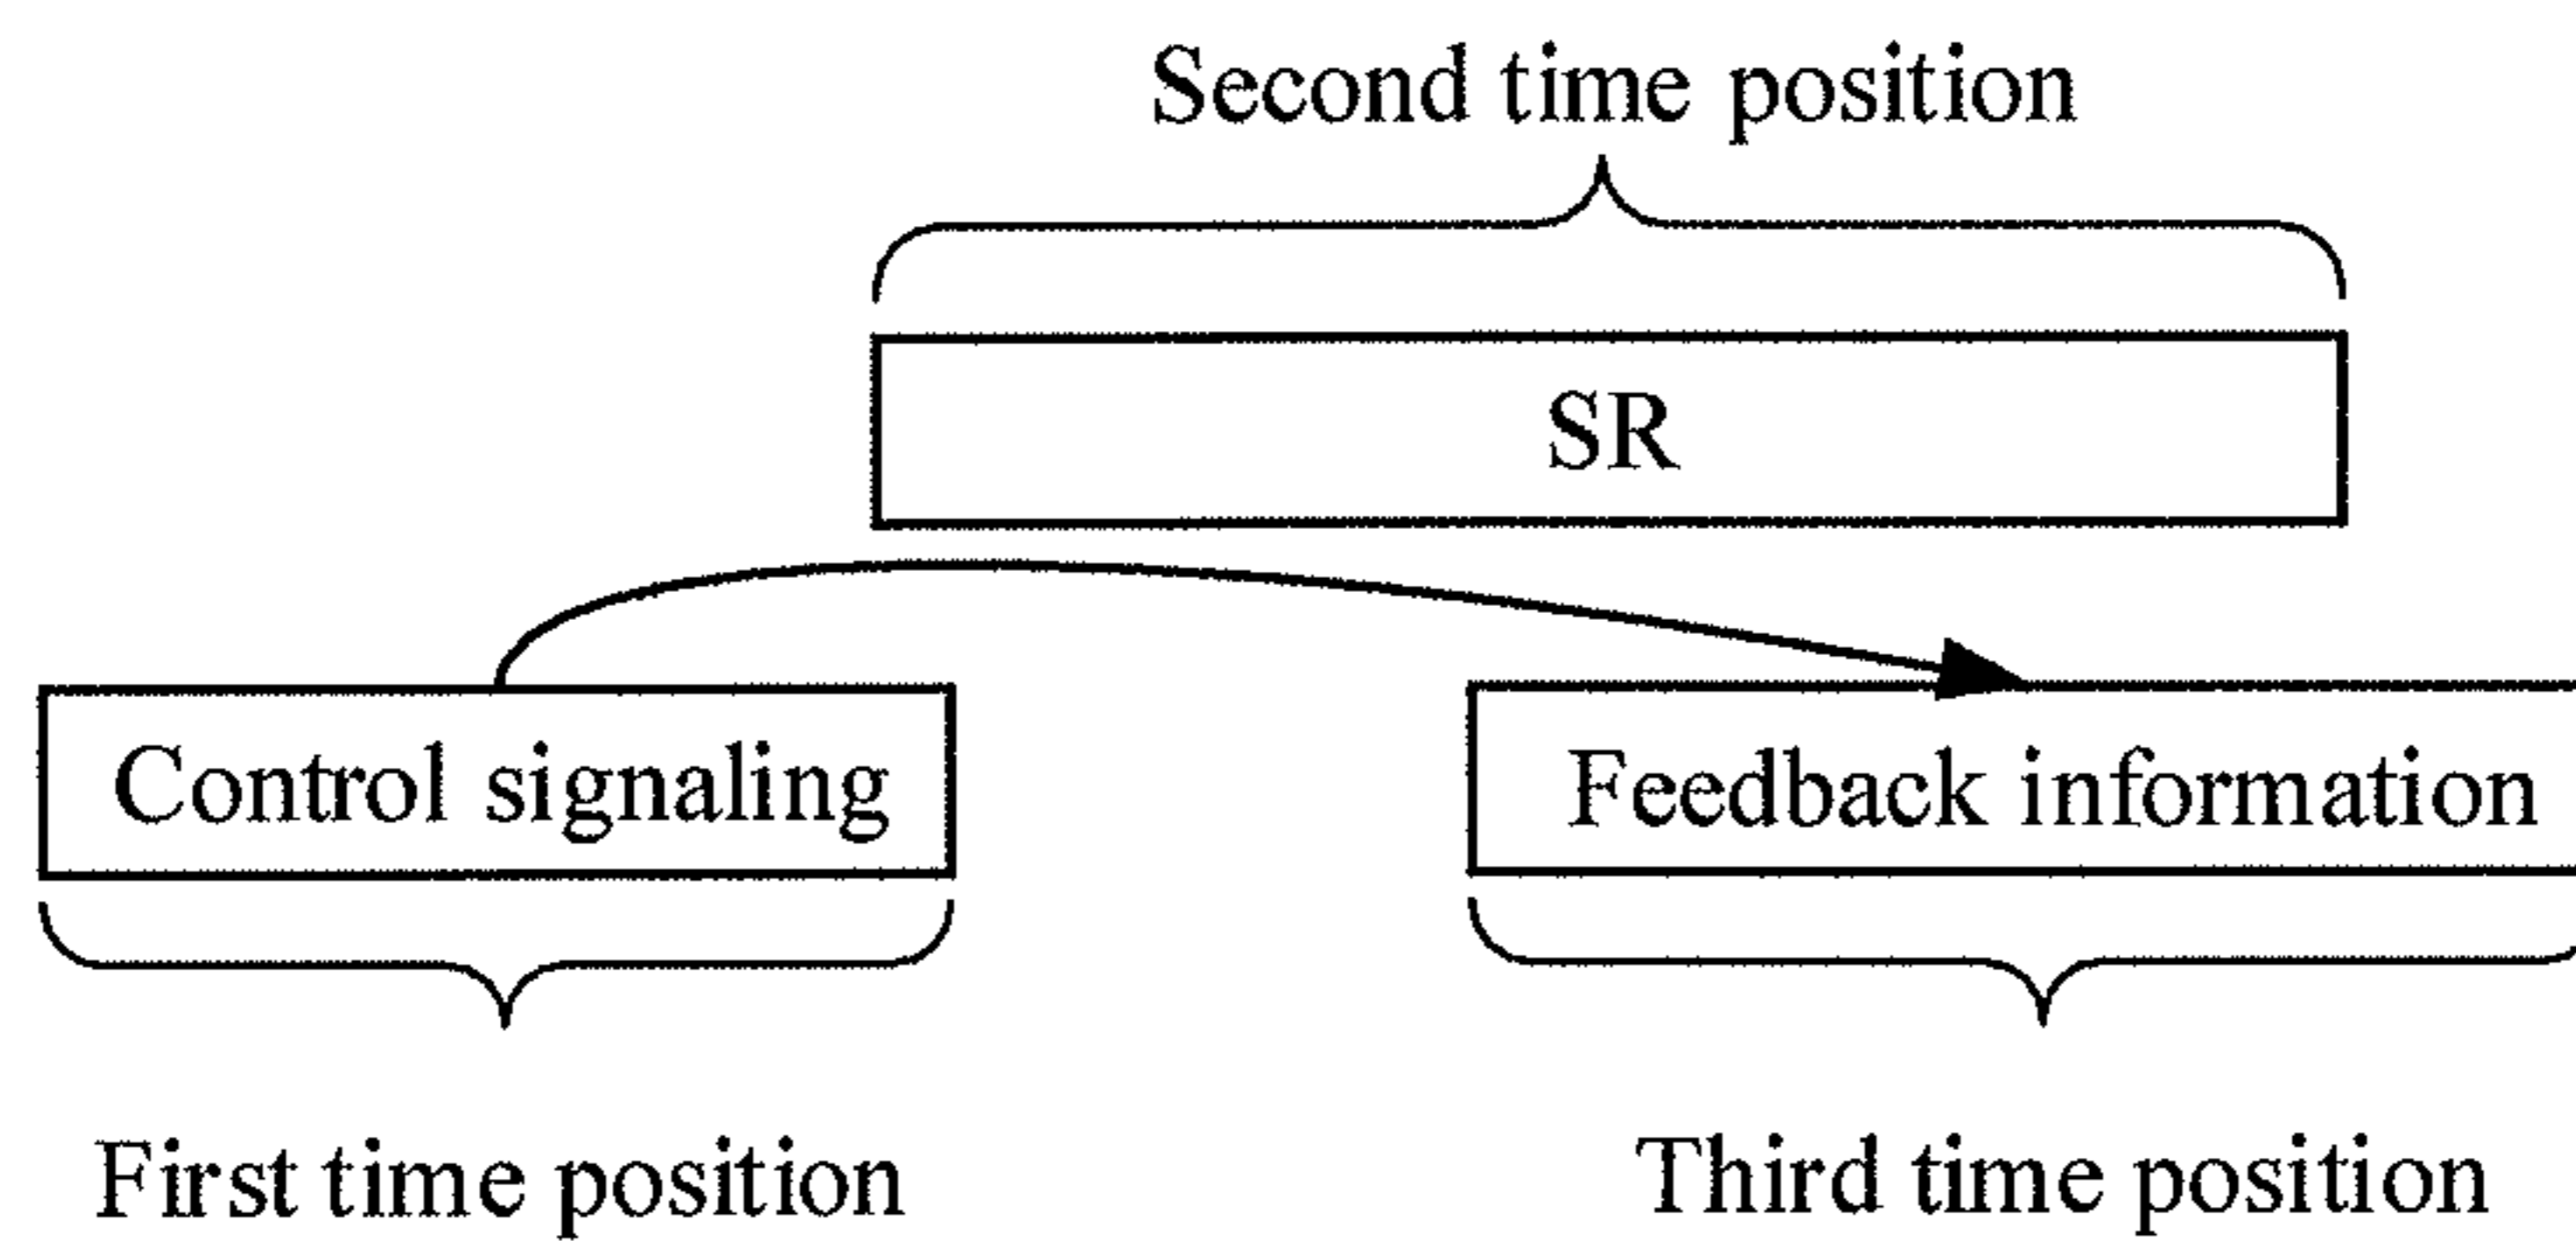 Second time position
SR
Control signaling
Feedback information
First time position
Third time position